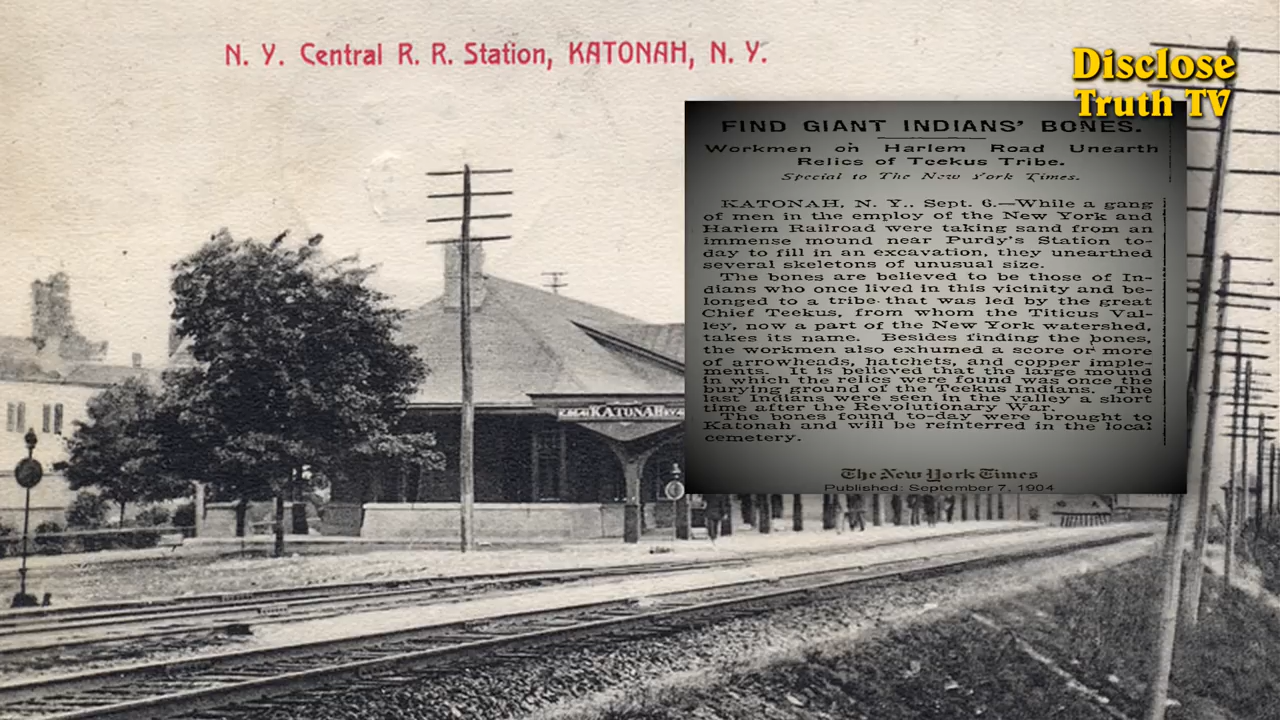 N. Y. Central R. R. Station, KATONAH, N. Y.
Disclose
Truth TV
FIND GIANT INDIANS' BONES.
Workmen on Harlem Road Unearth
Relics of Teekus Tribe.
Special to The New York Times.
KATONAH, N. Y., Sept. 6.—While a gang
of men in the employ of the New York and
Harlem Railroad were taking sand from an
immense mound near Purdy's Station to-
day to fill in an excavation, they unearthed
several skeletons of unusual size.
The bones are believed to be those of In-
dians who once lived in this vicinity and be-
longed to a tribe that was led by the great
Chief Teekus, from whom the Titicus Val-
ley, now a part of the New York watershed,
takes its name. Besides finding the bones,
the workmen also exhumed a score or more
of arrowheads, hatchets, and copper imple-
ments. It is believed that the large mound
in which the relics were found was once the
burying ground of the Teekus Indians. The
last Indians were seen in the valley a short
time after the Revolutionary War.
The bones found to-day were brought to
Katonah and will be reinterred in the local
cemetery.
The New York Times
Published: September 7, 1904
KATONAH